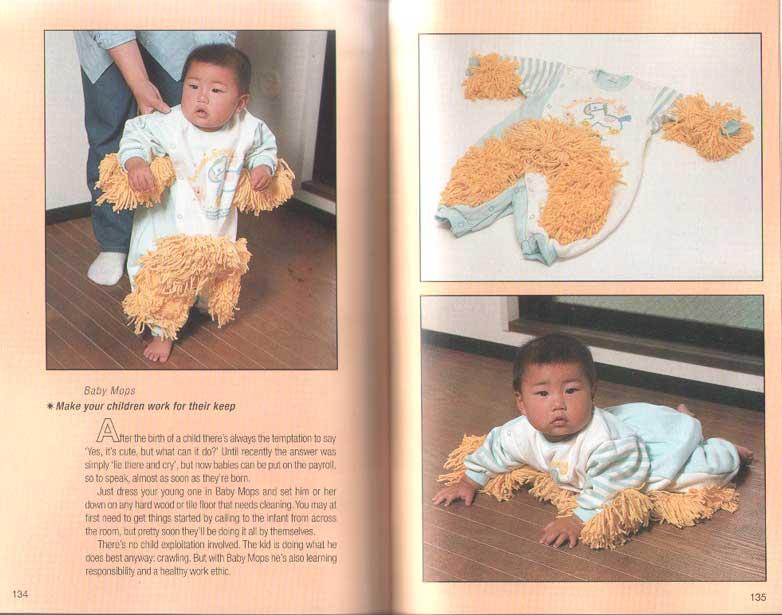 Baby Mops
✷ Make your children work for their keep
After the birth of a child there's always the temptation to say
'Yes, it's cute, but what can it do?' Until recently the answer was
simply 'lie there and cry', but now babies can be put on the payroll,
so to speak, almost as soon as they're born.
Just dress your young one in Baby Mops and set him or her
down on any hard wood or tile floor that needs cleaning. You may at
first need to get things started by calling to the infant from across
the room, but pretty soon they'll be doing it all by themselves.
There's no child exploitation involved. The kid is doing what he
does best anyway: crawling. But with Baby Mops he's also learning
responsibility and a healthy work ethic.
134
135